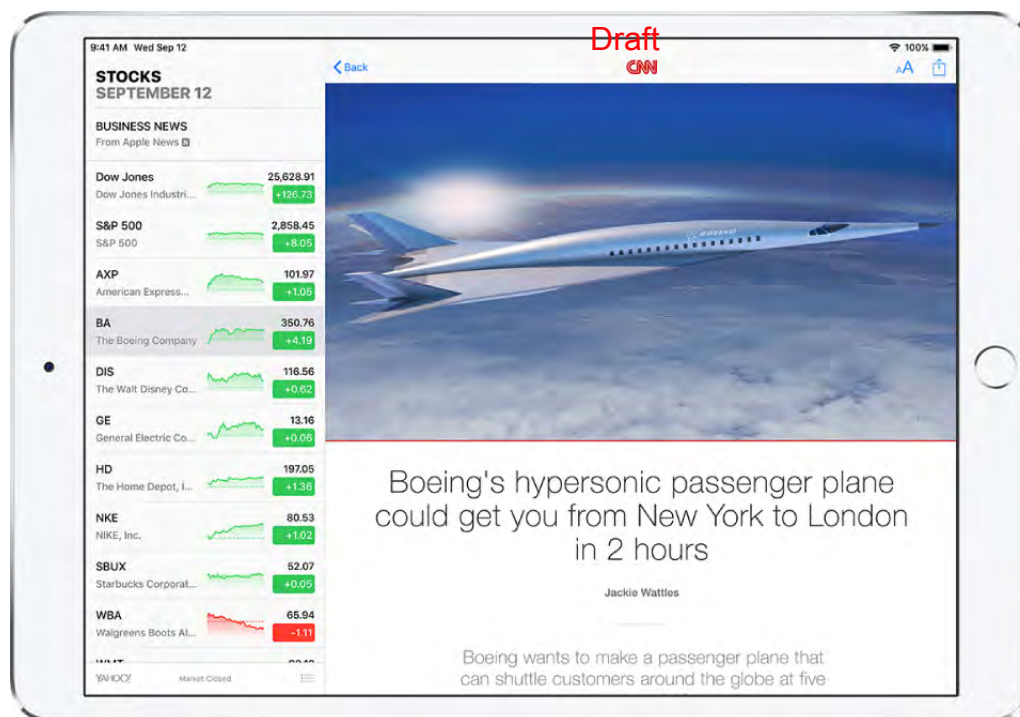 Draft
9:41 AM Wed Sep 12
100%
STOCKS
SEPTEMBER 12
BUSINESS NEWS
From Apple News
Dow Jones
25,628.91
Dow Jones Industri...
+126.73
S&P 500
2,858.45
S&P 500
+8.05
AXP
101.97
American Express...
+1.05
BA
350.76
The Boeing Company
+4.19
DIS
116.56
The Walt Disney Co...
+0.62
GE
13.16
General Electric Co...
+0.06
HD
197.05
The Home Depot, I...
+1.36
NKE
80.53
NIKE, Inc.
+1.02
SBUX
52.07
Starbucks Corporat...
+0.05
WBA
65.94
Walgreens Boots Al...
-1.11
YAHOO!
Market Closed
Back
CNN
AA
BOEING
Boeing's hypersonic passenger plane
could get you from New York to London
in 2 hours
Jackie Wattles
Boeing wants to make a passenger plane that
can shuttle customers around the globe at five